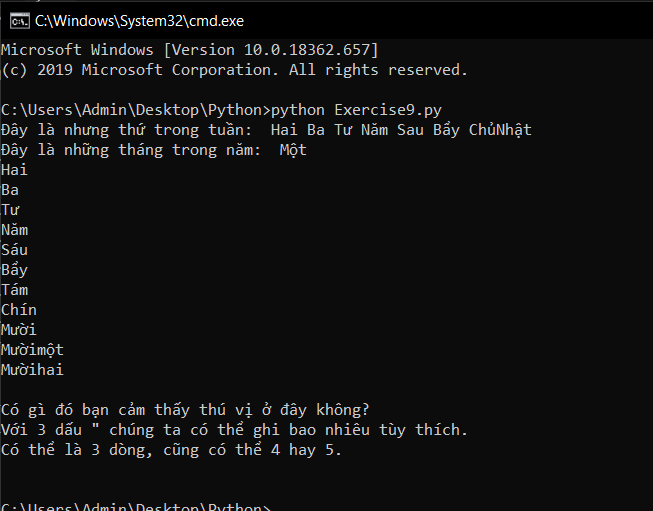 C:\Windows\System32\cmd.exe
Microsoft Windows [Version 10.0.18362.657]
(c) 2019 Microsoft Corporation. All rights reserved.
C:\Users\Admin\Desktop\Python>python Exercise9.py
Đây là nhưng thứ trong tuần:  Hai Ba Tư Năm Sau Bẩy ChủNhật
Đây là những tháng trong năm:  Một
Hai
Ba
Tư
Năm
Sáu
Bẩy
Tám
Chín
Mười
Mườimột
Mườihai
Có gì đó bạn cảm thấy thú vị ở đây không?
Với 3 dấu " chúng ta có thể ghi bao nhiêu tùy thích.
Có thể là 3 dòng, cũng có thể 4 hay 5.
C:\Users\Admin\Desktop\Python>